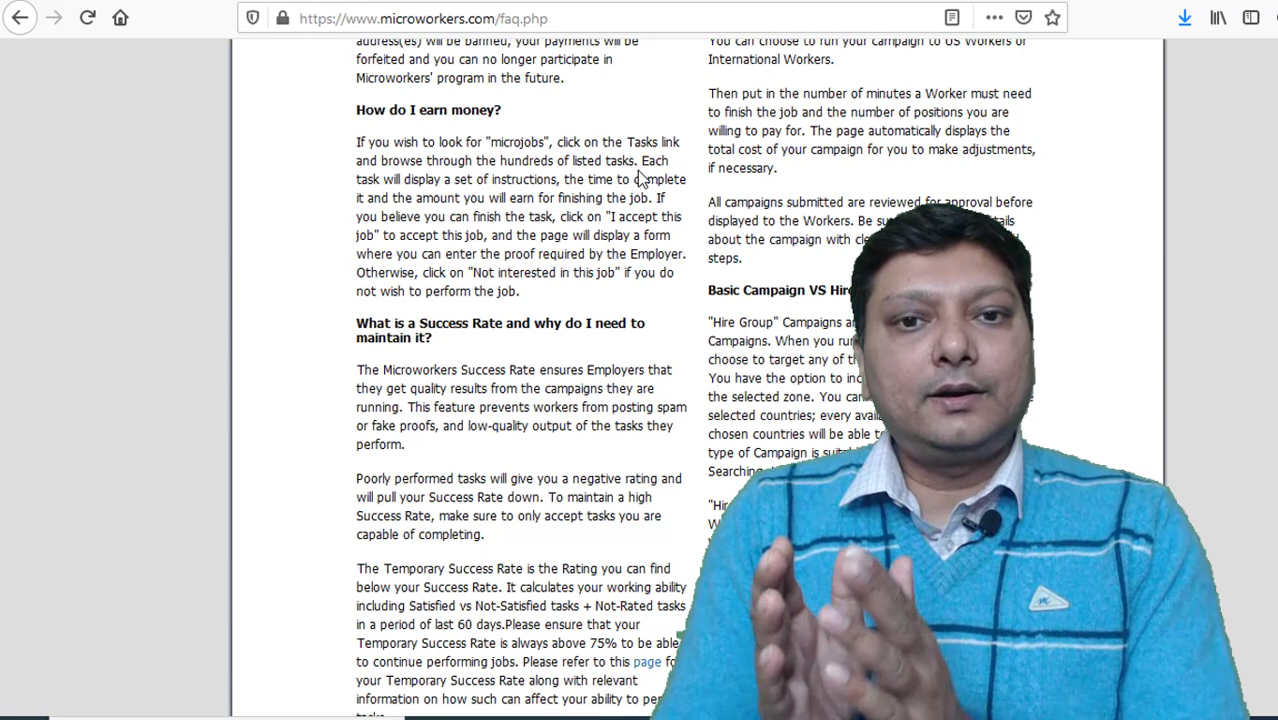 https://www.microworkers.com/faq.php
address(es) will be banned, your payments will be
forfeited and you can no longer participate in
Microworkers' program in the future.
How do I earn money?
If you wish to look for "microjobs", click on the Tasks link
and browse through the hundreds of listed tasks. Each
task will display a set of instructions, the time to complete
it and the amount you will earn for finishing the job. If
you believe you can finish the task, click on "I accept this
job" to accept this job, and the page will display a form
where you can enter the proof required by the Employer.
Otherwise, click on "Not interested in this job" if you do
not wish to perform the job.
What is a Success Rate and why do I need to
maintain it?
The Microworkers Success Rate ensures Employers that
they get quality results from the campaigns they are
running. This feature prevents workers from posting spam
or fake proofs, and low-quality output of the tasks they
perform.
Poorly performed tasks will give you a negative rating and
will pull your Success Rate down. To maintain a high
Success Rate, make sure to only accept tasks you are
capable of completing.
The Temporary Success Rate is the Rating you can find
below your Success Rate. It calculates your working ability
including Satisfied vs Not-Satisfied tasks + Not-Rated tasks
in a period of last 60 days.Please ensure that your
Temporary Success Rate is always above 75% to be able
to continue performing jobs. Please refer to this page
your Temporary Success Rate along with relevant
information on how such can affect your ability to
You can choose to run your campaign to US Workers or
International Workers.
Then put in the number of minutes a Worker must need
to finish the job and the number of positions you are
willing to pay for. The page automatically displays the
total cost of your campaign for you to make adjustments,
if necessary.
All campaigns submitted are reviewed for approval before
displayed to the Workers. Be
about the campaign with
steps.
Basic Campaign VS
"Hire Group" Campaigns
Campaigns. When you
choose to target any of
You have the option to
the selected zone. You
selected countries; every
chosen countries will be able
type of Campaign is